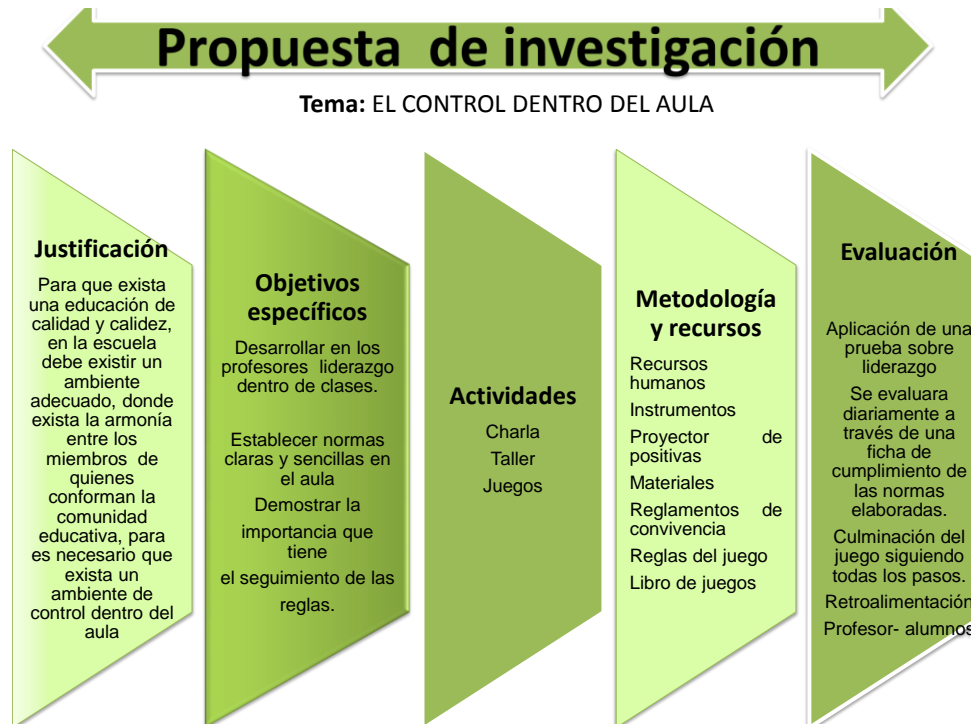 Propuesta de investigación
Tema: EL CONTROL DENTRO DEL AULA
Justificación
Para que exista
una educación de
calidad y calidez,
en la escuela
debe existir un
ambiente
adecuado, donde
exista la armonía
entre los
miembros de
quienes
conforman la
comunidad
educativa, para
es necesario que
exista un
ambiente de
control dentro del
aula
Objetivos
específicos
Desarrollar en los
profesores liderazgo
dentro de clases.
Establecer normas
claras y sencillas en
el aula
Demostrar la
importancia que
tiene
el seguimiento de las
reglas.
Actividades
Charla
Taller
Juegos
Metodología
y recursos
Recursos
humanos
Instrumentos
Proyector de
positivas
Materiales
Reglamentos de
convivencia
Reglas del juego
Libro de juegos
Evaluación
Aplicación de una
prueba sobre
liderazgo
Se evaluara
diariamente a
través de una
ficha de
cumplimiento de
las normas
elaboradas.
Culminación del
juego siguiendo
todas los pasos.
Retroalimentación
Profesor- alumnos